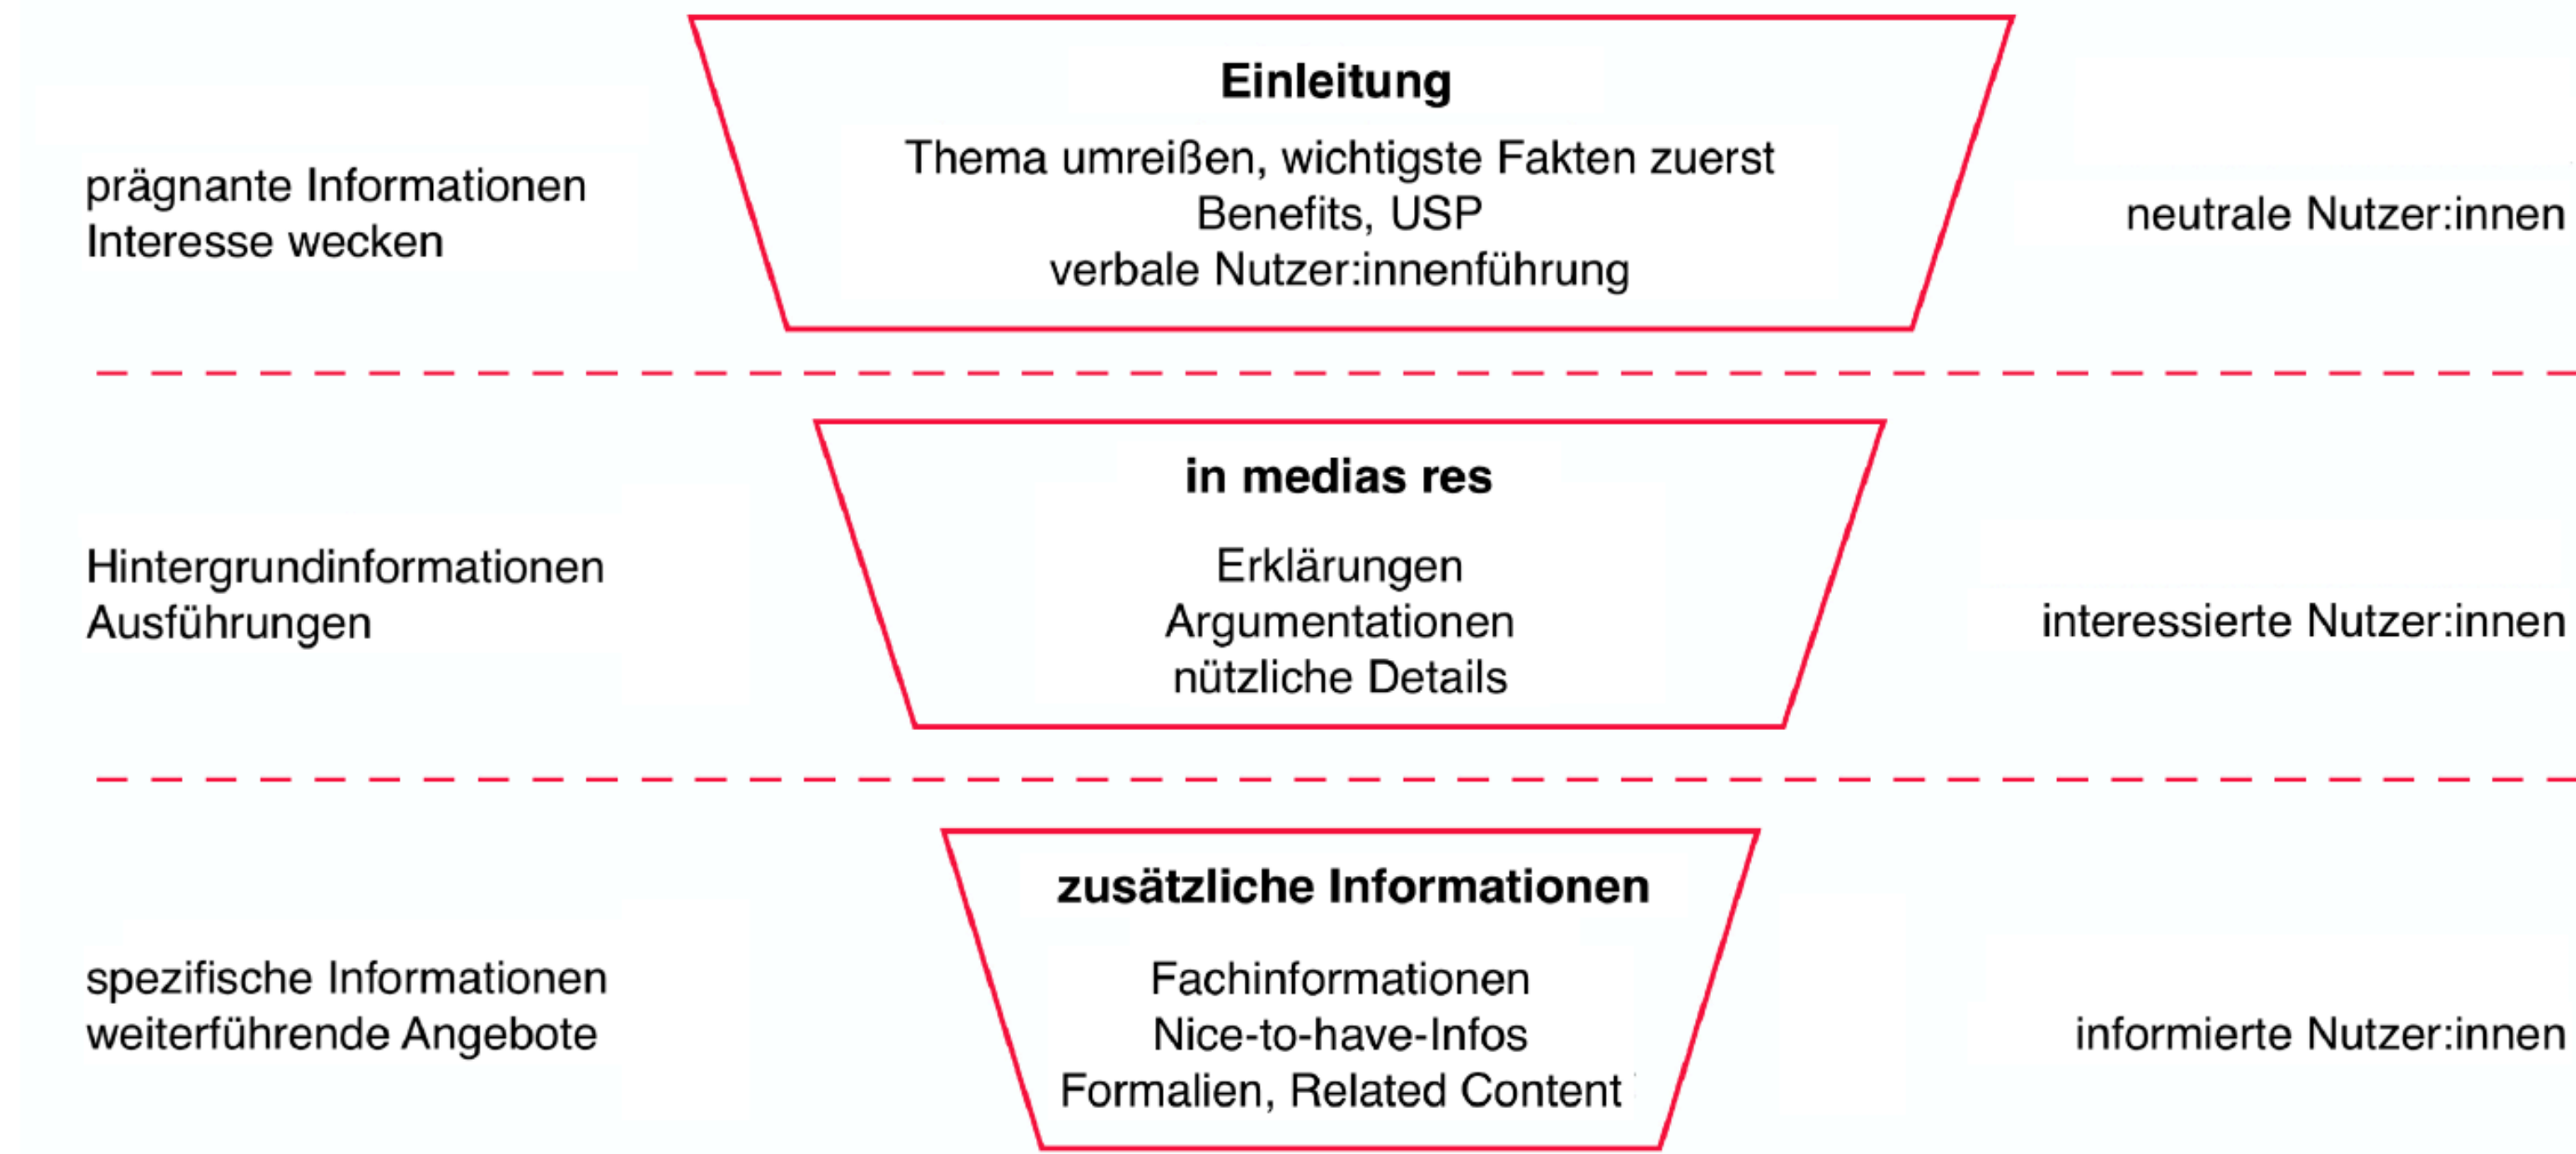 Einleitung
Thema umreißen, wichtigste Fakten zuerst
Benefits, USP
verbale Nutzer:innenführung
prägnante Informationen
Interesse wecken
neutrale Nutzer:innen
in medias res
Erklärungen
Argumentationen
nützliche Details
Hintergrundinformationen
Ausführungen
interessierte Nutzer:innen
zusätzliche Informationen
Fachinformationen
Nice-to-have-Infos
Formalien, Related Content
spezifische Informationen
weiterführende Angebote
informierte Nutzer:innen